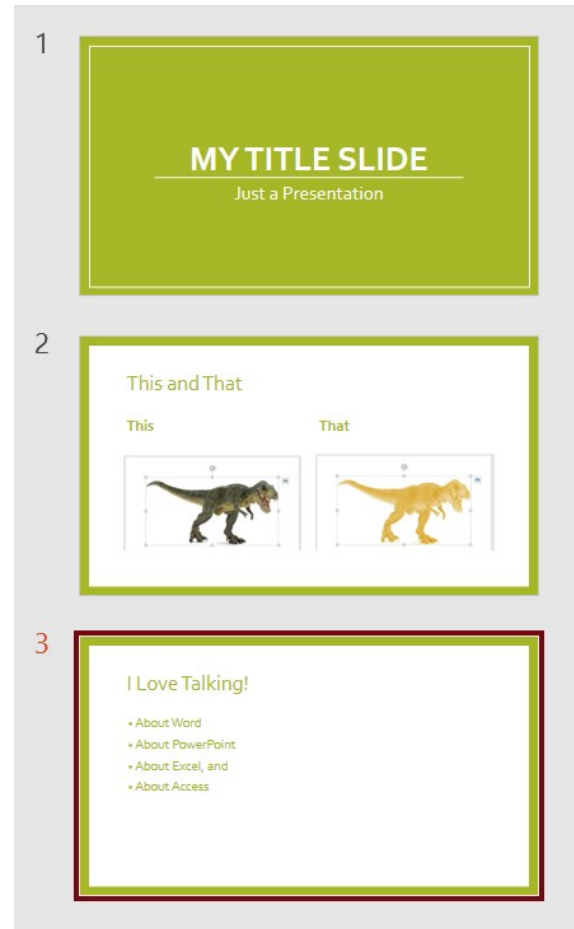 1
MY TITLE SLIDE
Just a Presentation
2
This and That
This That
3
I Love Talking!
• About Word
• About PowerPoint
• About Excel, and
• About Access